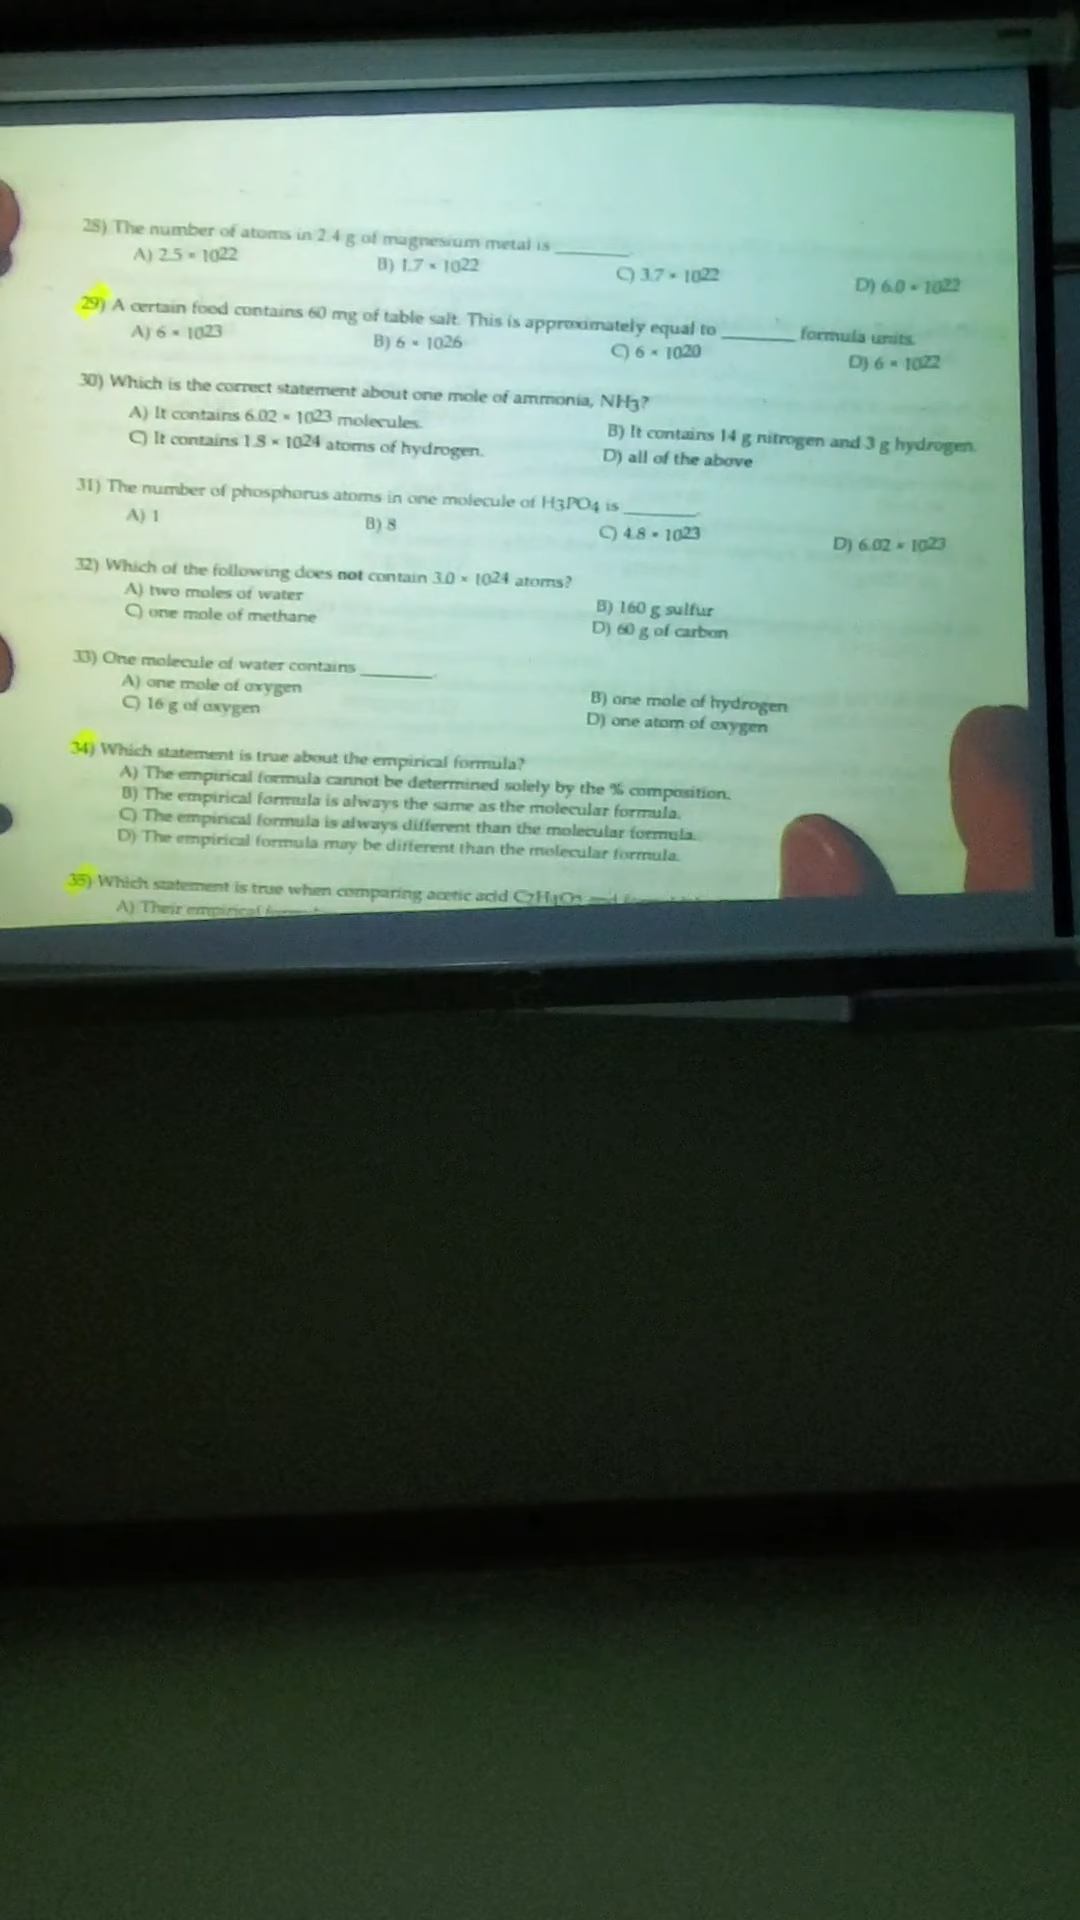 28) The number of atoms in 2.4 g of magnesium metal is ________.
A) 2.5 × 1022 B) 1.7 × 1022 C) 3.7 × 1022 D) 6.0 × 1022
29) A certain food contains 60 mg of table salt. This is approximately equal to ________ formula units.
A) 6 × 1023 B) 6 × 1026 C) 6 × 1020 D) 6 × 1022
30) Which is the correct statement about one mole of ammonia, NH3?
A) It contains 6.02 × 1023 molecules. B) It contains 14 g nitrogen and 3 g hydrogen.
C) It contains 1.8 × 1024 atoms of hydrogen. D) all of the above
31) The number of phosphorus atoms in one molecule of H3PO4 is ________.
A) 1 B) 8 C) 4.8 × 1023 D) 6.02 × 1023
32) Which of the following does not contain 3.0 × 1024 atoms?
A) two moles of water B) 160 g sulfur
C) one mole of methane D) 60 g of carbon
33) One molecule of water contains ________.
A) one mole of oxygen B) one mole of hydrogen
C) 16 g of oxygen D) one atom of oxygen
34) Which statement is true about the empirical formula?
A) The empirical formula cannot be determined solely by the % composition.
B) The empirical formula is always the same as the molecular formula.
C) The empirical formula is always different than the molecular formula.
D) The empirical formula may be different than the molecular formula.
35) Which statement is true when comparing acetic acid C2H4O2 and
A) Their empirical